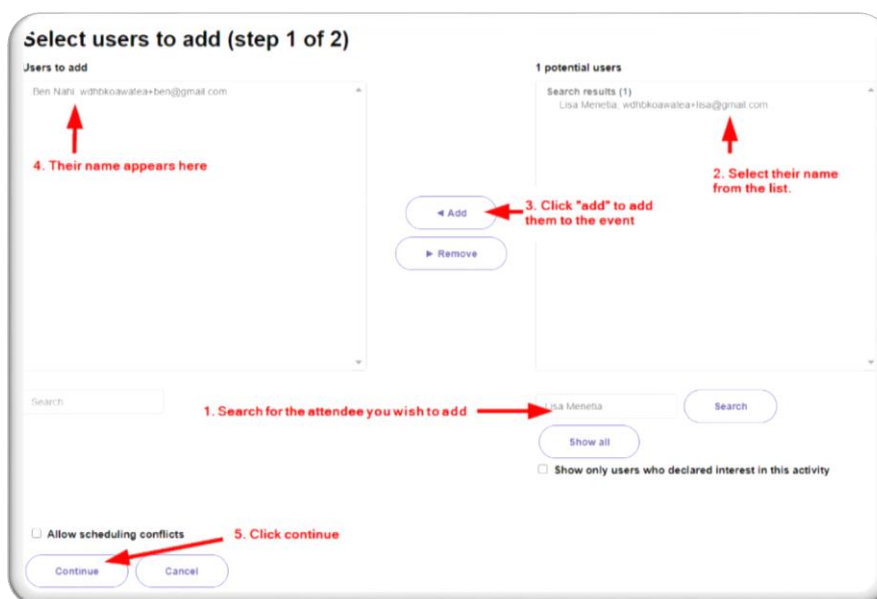 Select users to add (step 1 of 2)
Users to add
1 potential users
Ben Nahi, wdhbkoawatea+ben@gmail.com
Search results (1)
Lisa Menetia, wdhbkoawatea+lisa@gmail.com
4. Their name appears here
2. Select their name
from the list.
◄ Add
3. Click "add" to add
them to the event
► Remove
Search
1. Search for the attendee you wish to add
Lisa Menetia
Search
Show all
Show only users who declared interest in this activity
Allow scheduling conflicts
5. Click continue
Continue
Cancel